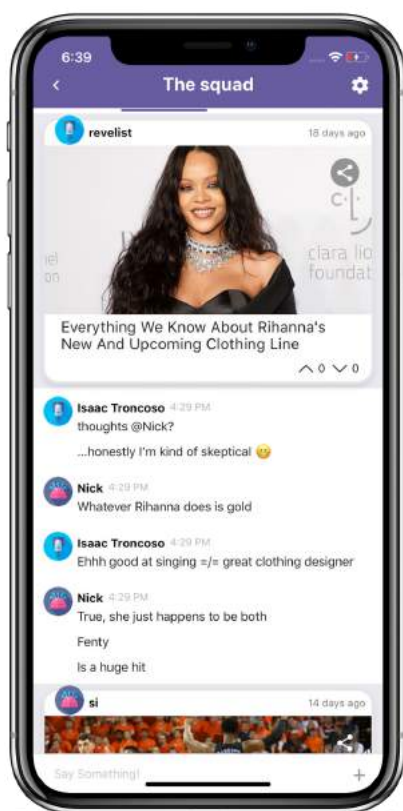 6:39
The squad
revelist
18 days ago
clara lio
foundat
Everything We Know About Rihanna's
New And Upcoming Clothing Line
0 0
Isaac Troncoso 4:29 PM
thoughts @Nick?
...honestly I'm kind of skeptical
Nick 4:29 PM
Whatever Rihanna does is gold
Isaac Troncoso 4:29 PM
Ehhh good at singing =/= great clothing designer
Nick 4:29 PM
True, she just happens to be both
Fenty
Is a huge hit
si
14 days ago
Say Something!